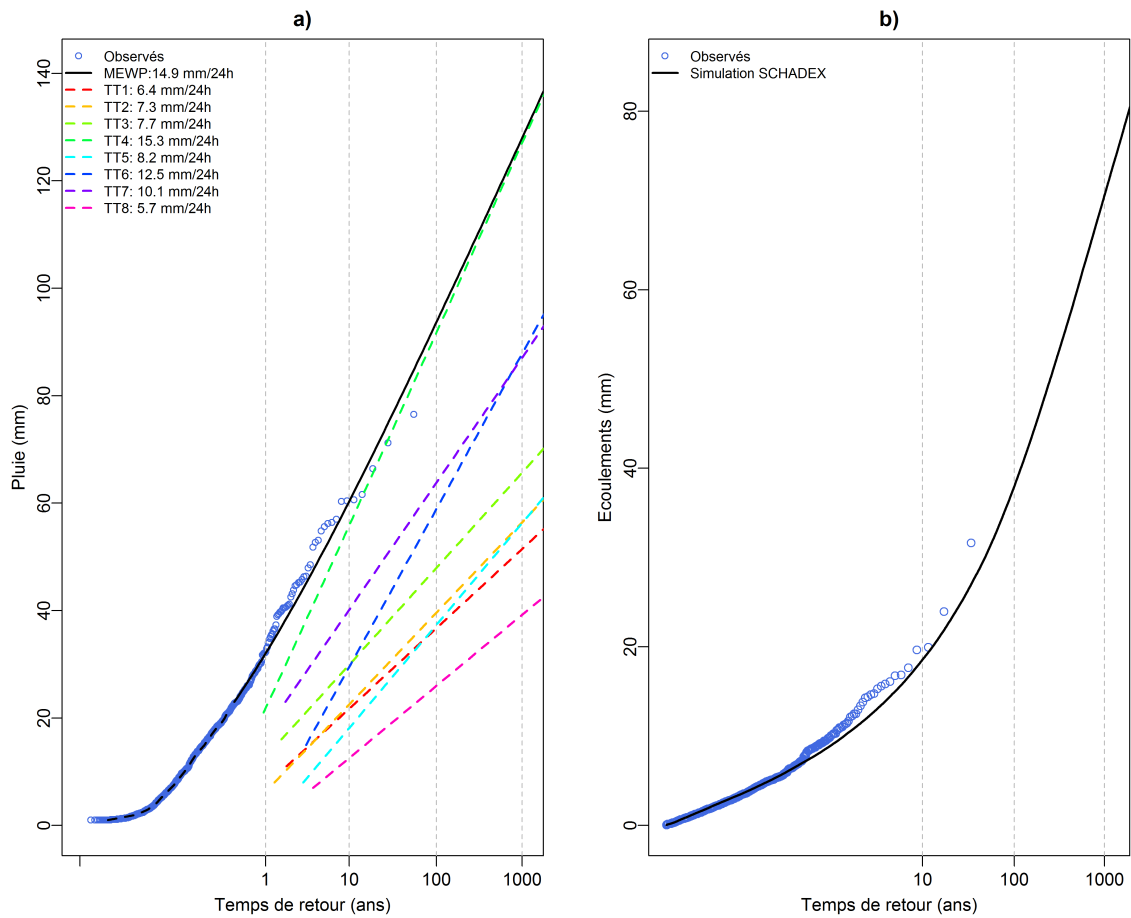 a)
Observés
MEWP:14.9 mm/24h
TT1: 6.4 mm/24h
TT2: 7.3 mm/24h
TT3: 7.7 mm/24h
TT4: 15.3 mm/24h
TT5: 8.2 mm/24h
TT6: 12.5 mm/24h
TT7: 10.1 mm/24h
TT8: 5.7 mm/24h
Pluie (mm)
140
120
100
80
60
40
20
0
1 10 100 1000
Temps de retour (ans)
b)
Observés
Simulation SCHADEX
Ecoulements (mm)
80
60
40
20
0
10 100 1000
Temps de retour (ans)